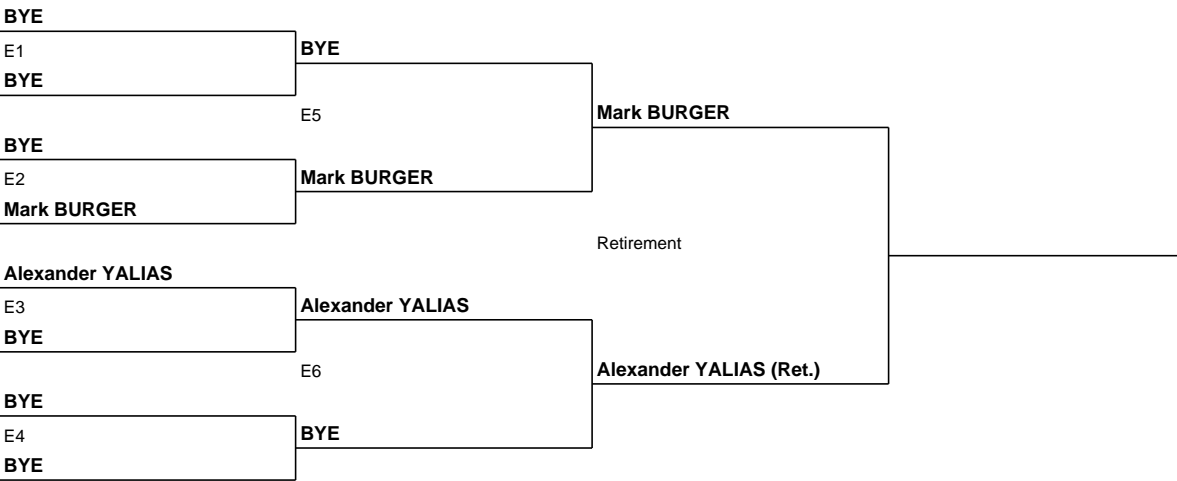 BYE
E1
BYE
BYE
E5
Mark BURGER
BYE
E2
Mark BURGER
Mark BURGER
Retirement
Alexander YALIAS
E3
Alexander YALIAS
BYE
E6
Alexander YALIAS (Ret.)
BYE
E4
BYE
BYE